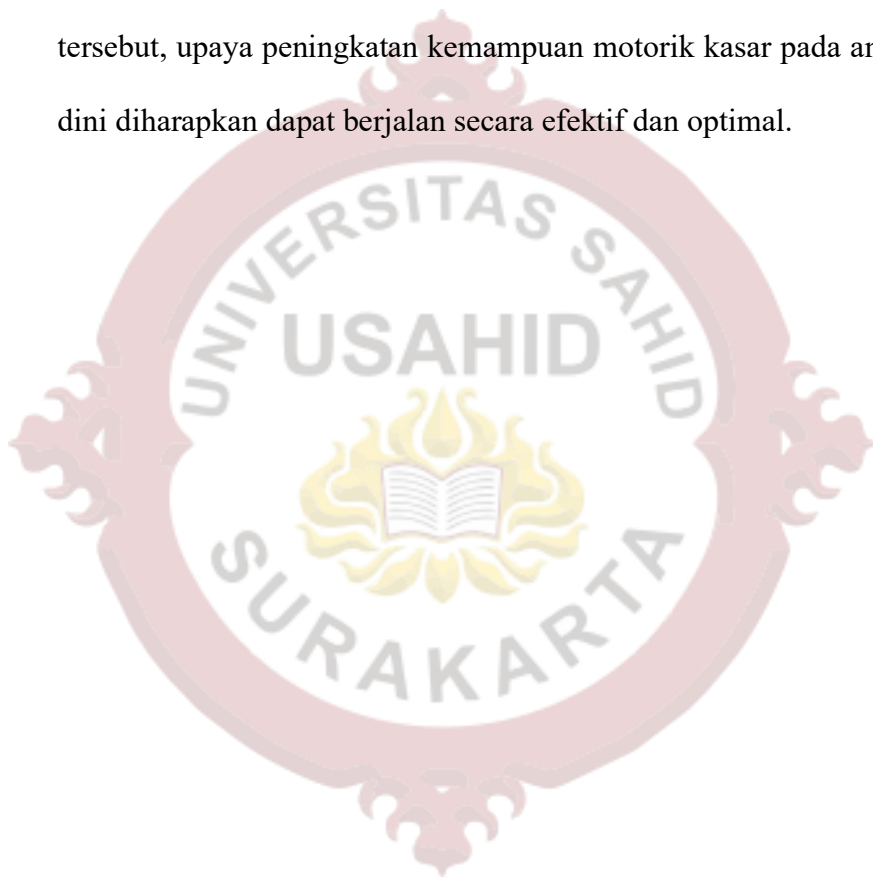 tersebut, upaya peningkatan kemampuan motorik kasar pada
dini diharapkan dapat berjalan secara efektif dan optimal.
UNIVERSITAS SAHID
USAHID
SURAKARTA